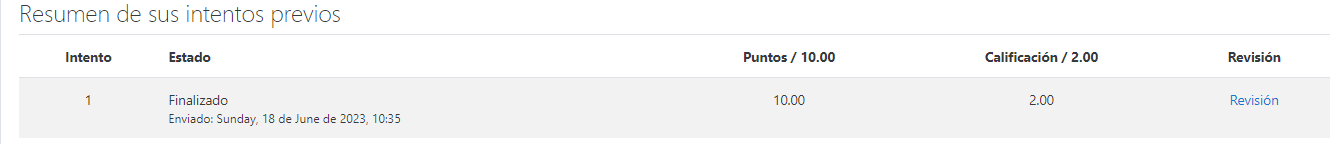 Resumen de sus intentos previos
Intento Estado Puntos / 10.00 Calificación / 2.00 Revisión
1 Finalizado 10.00 2.00 Revisión
Enviado: Sunday, 18 de June de 2023, 10:35